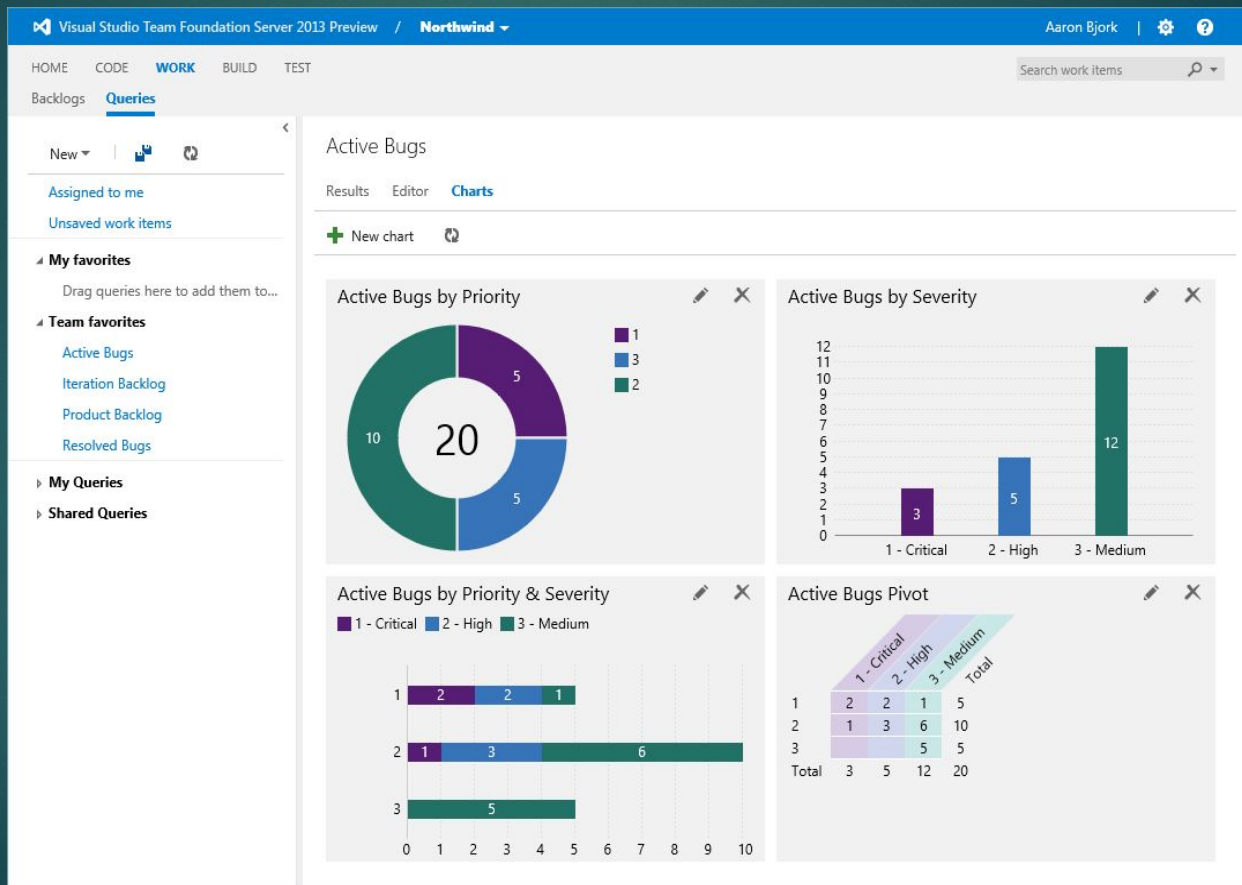 Visual Studio Team Foundation Server 2013 Preview / Northwind
Aaron Bjork |
HOME CODE WORK BUILD TEST
Search work items
Backlogs Queries
New
Assigned to me
Unsaved work items
My favorites
Drag queries here to add them to...
Team favorites
Active Bugs
Iteration Backlog
Product Backlog
Resolved Bugs
My Queries
Shared Queries
Active Bugs
Results Editor Charts
New chart
Active Bugs by Priority
1
3
2
5
10
20
5
Active Bugs by Severity
12
11
10
9
8
7
6
5
4
3
2
1
0
3
5
12
1 - Critical 2 - High 3 - Medium
Active Bugs by Priority & Severity
1 - Critical 2 - High 3 - Medium
1 2 2 1
2 1 3 6
3 5
0 1 2 3 4 5 6 7 8 9 10
Active Bugs Pivot
1 - Critical 2 - High 3 - Medium Total
1 2 2 1 5
2 1 3 6 10
3 5 5
Total 3 5 12 20